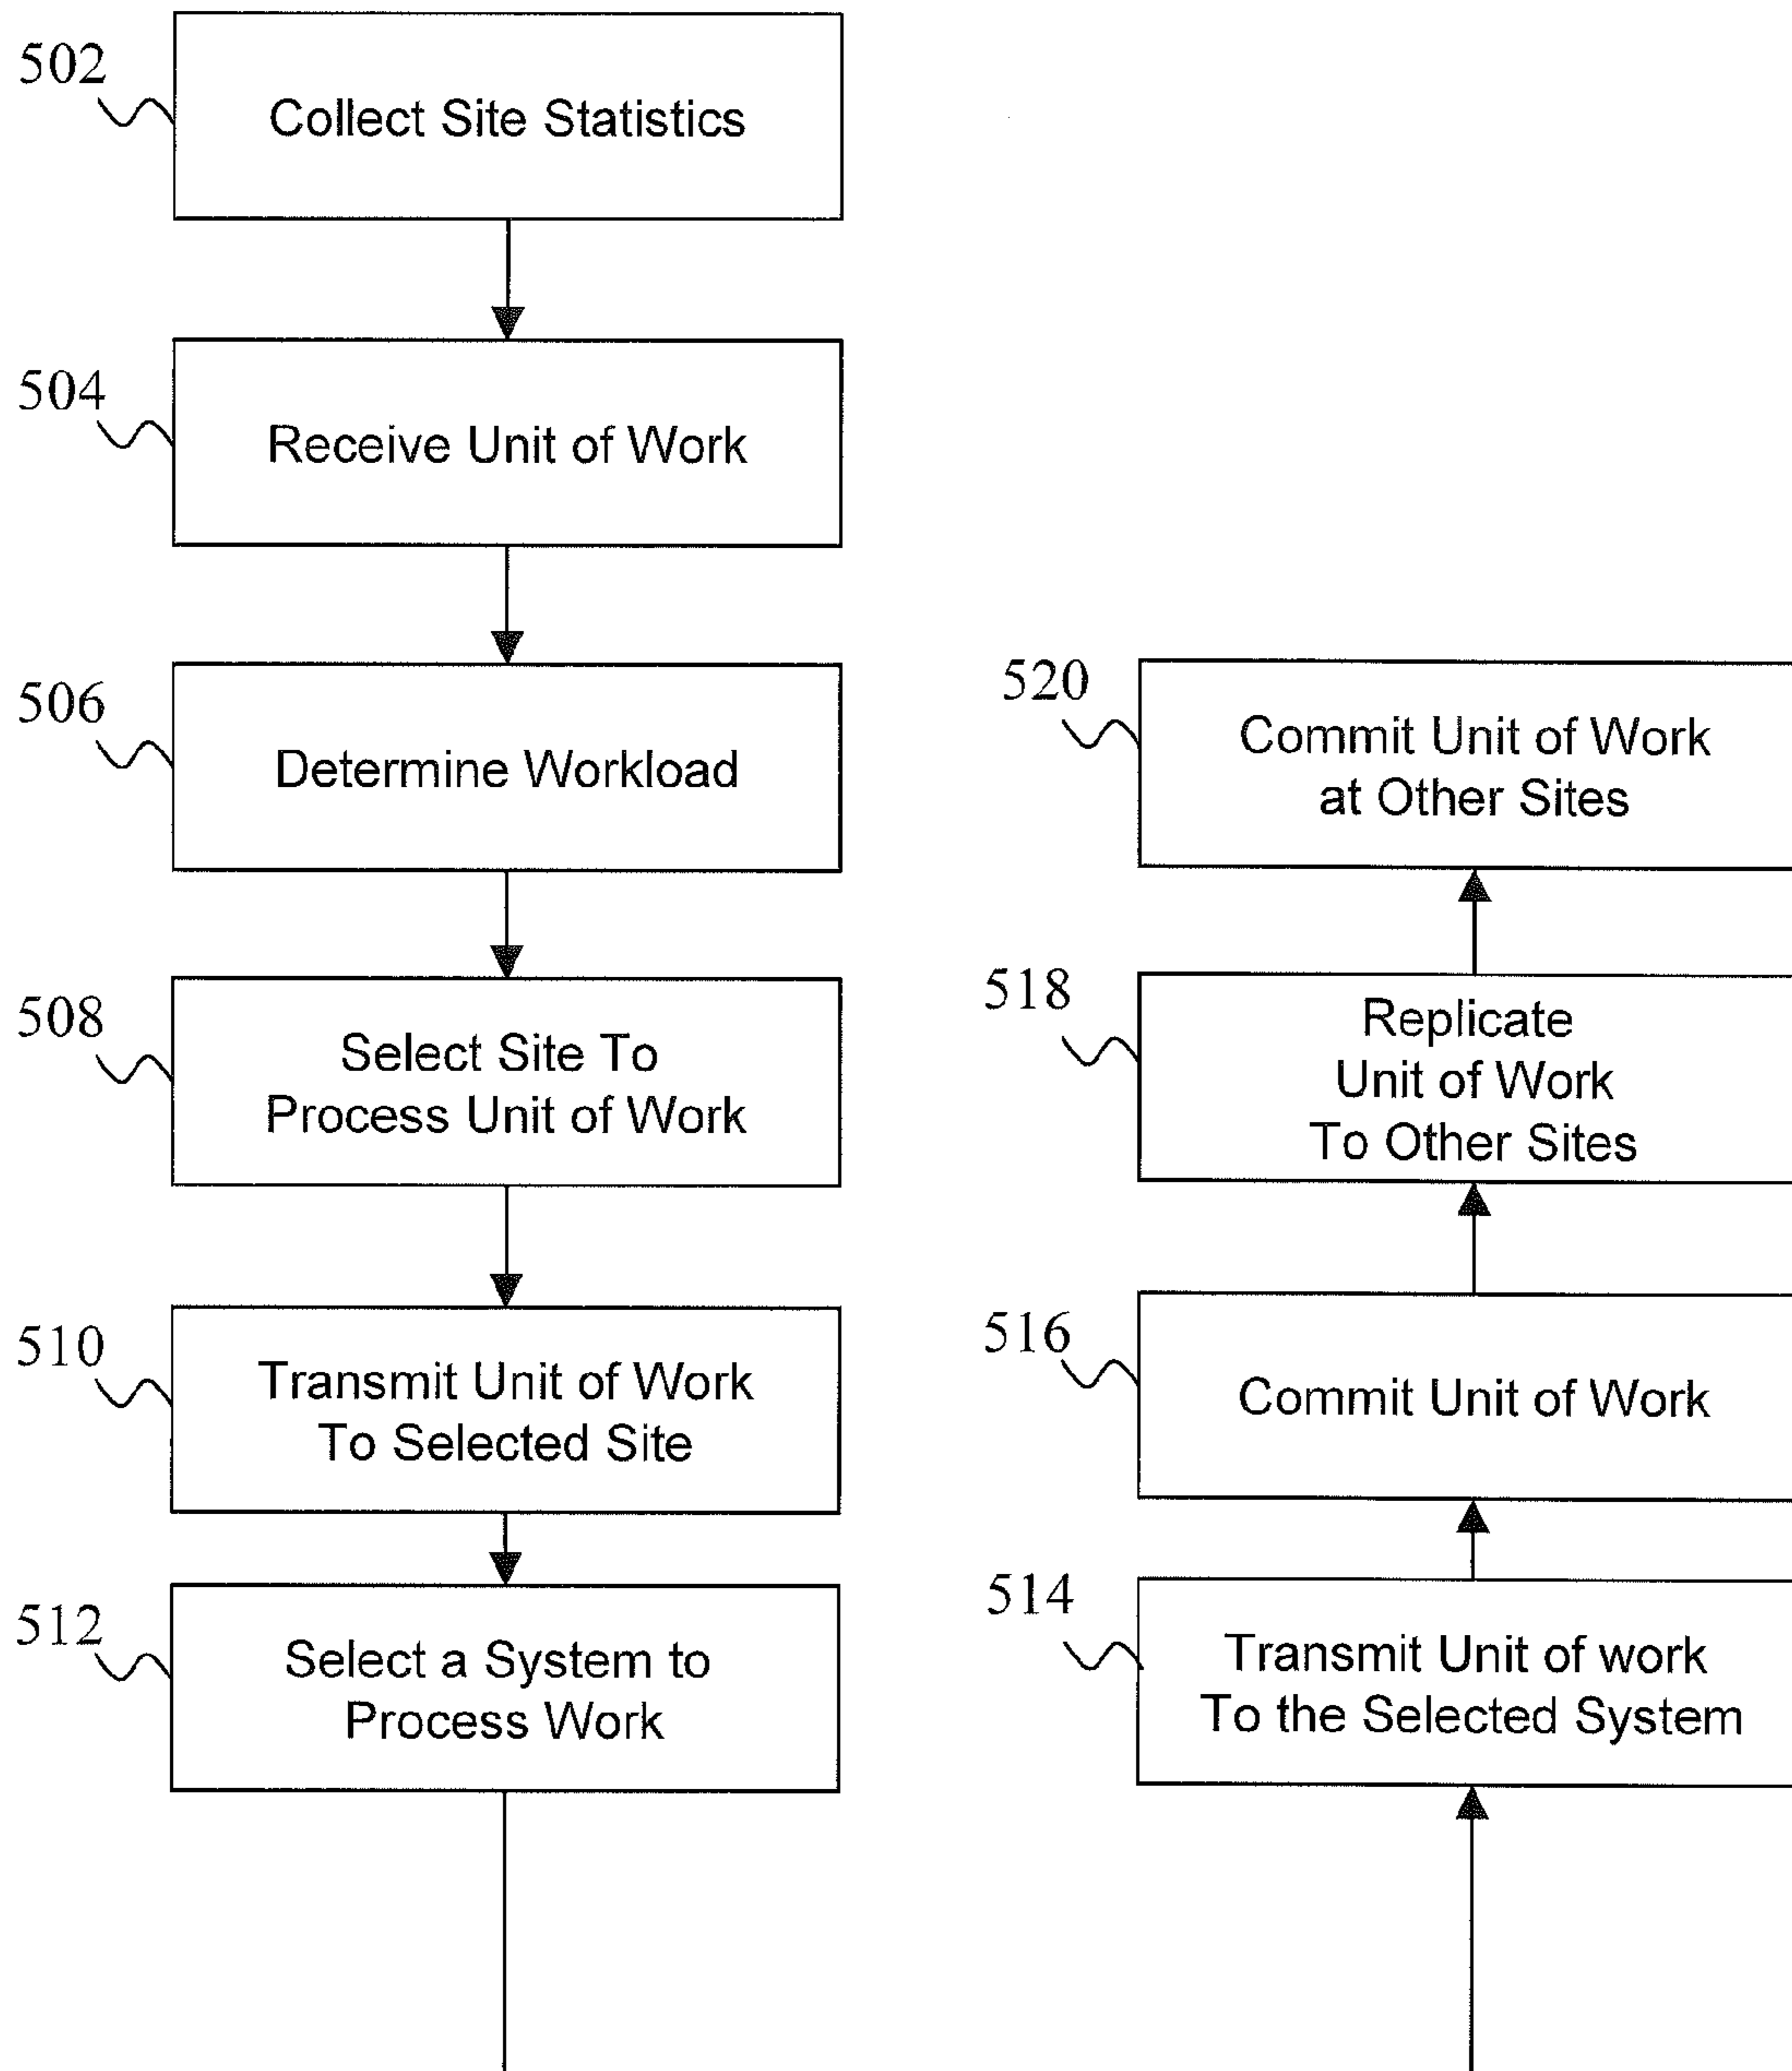 502
Collect Site Statistics
504
Receive Unit of Work
506
Determine Workload
508
Select Site To
Process Unit of Work
510
Transmit Unit of Work
To Selected Site
512
Select a System to
Process Work
514
Transmit Unit of work
To the Selected System
516
Commit Unit of Work
518
Replicate
Unit of Work
To Other Sites
520
Commit Unit of Work
at Other Sites